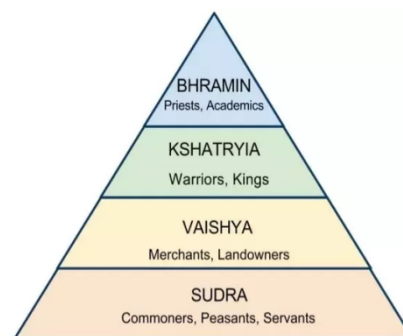 BHRAMIN
Priests, Academics
KSHATRYIA
Warriors, Kings
VAISHYA
Merchants, Landowners
SUDRA
Commoners, Peasants, Servants